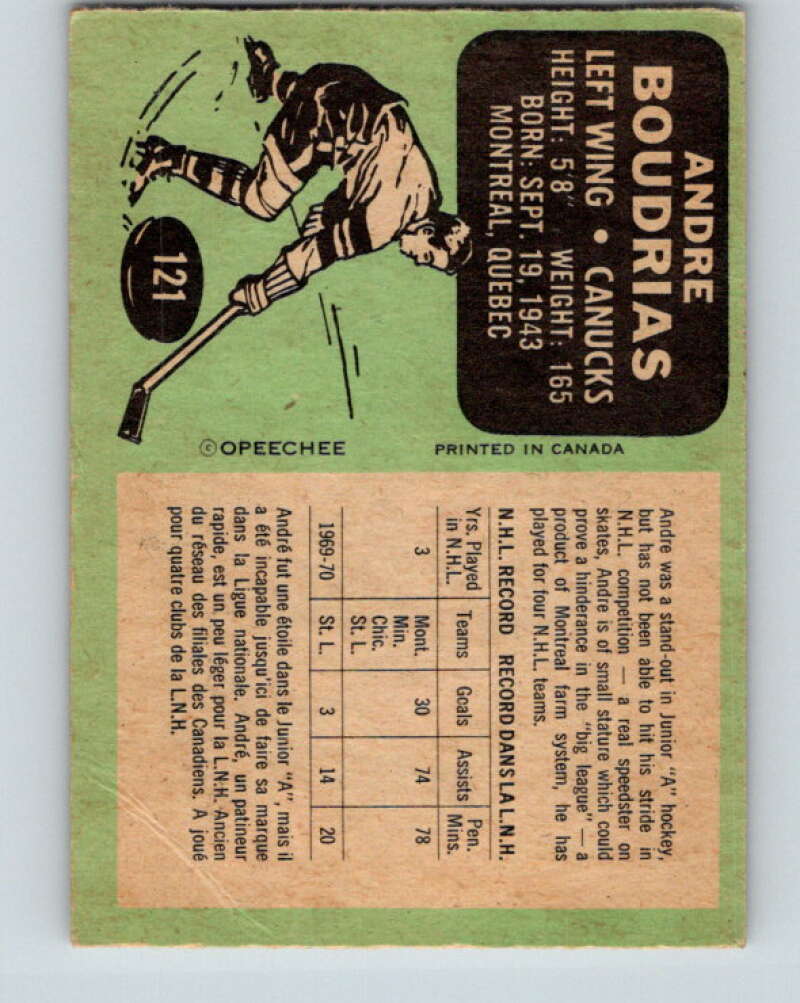 ANDRE
BOUDRIAS
LEFT WING • CANUCKS
HEIGHT: 5'8" WEIGHT: 165
BORN: SEPT. 19, 1943
MONTREAL, QUEBEC
121
© OPEECHEE
PRINTED IN CANADA
Andre was a stand-out in Junior "A" hockey,
but has not been able to hit his stride in
N.H.L. competition — a real speedster on
skates, Andre is of small stature which could
prove a hinderance in the "big league" — a
product of Montreal farm system, he has
played for four N.H.L. teams.
N.H.L. RECORD RECORD DANS LA L.N.H.
Yrs. Played in N.H.L. Teams Goals Assists Pen. Mins.
3 Mont. 30 74 78
Min.
Chic.
St. L.
1969-70 St. L. 3 14 20
André fut une étoile dans le Junior "A", mais il
a été incapable jusqu'ici de faire sa marque
dans la Ligue nationale. André, un patineur
rapide, est un peu léger pour la L.N.H. Ancien
du réseau des filiales des Canadiens. A joué
pour quatre clubs de la L.N.H.